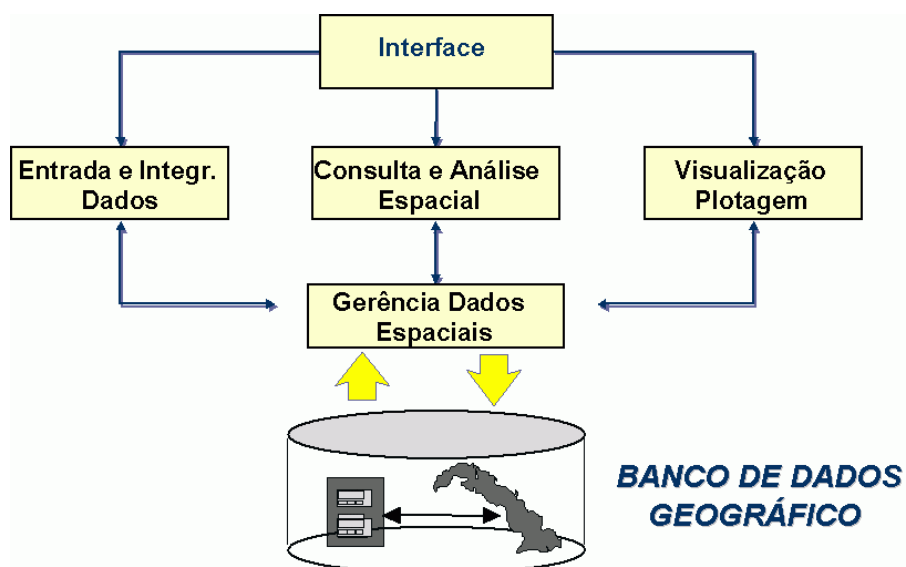 Interface
Entrada e Integr.
Dados
Consulta e Análise
Espacial
Visualização
Plotagem
Gerência Dados
Espaciais
BANCO DE DADOS
GEOGRÁFICO